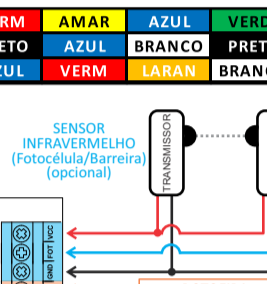 RM AMAR AZUL VERD
ETO AZUL BRANCO PRET
ZUL VERM LARAN BRANC
SENSOR
INFRAVERMELHO
(Fotocélula/Barreira)
(opcional)
TRANSMISSOR
VCC
FOT
GND